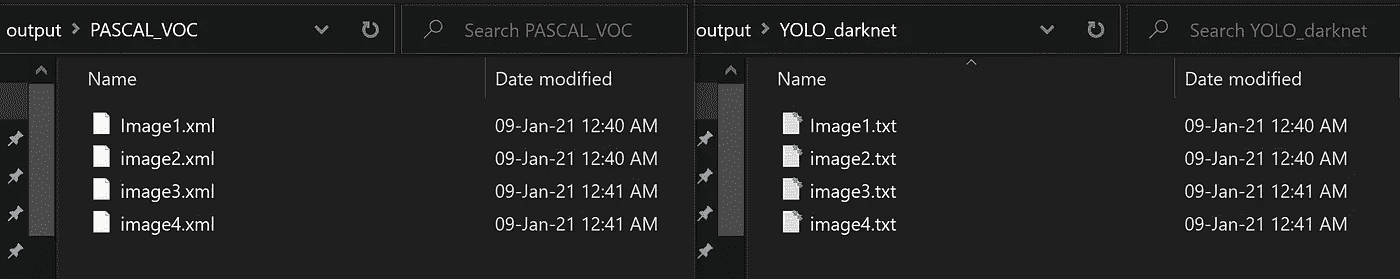 output > PASCAL_VOC
Search PASCAL_VOC
Name Date modified
Image1.xml 09-Jan-21 12:40 AM
image2.xml 09-Jan-21 12:40 AM
image3.xml 09-Jan-21 12:41 AM
image4.xml 09-Jan-21 12:41 AM
output > YOLO_darknet
Search YOLO_darknet
Name Date modified
Image1.txt 09-Jan-21 12:40 AM
image2.txt 09-Jan-21 12:40 AM
image3.txt 09-Jan-21 12:41 AM
image4.txt 09-Jan-21 12:41 AM